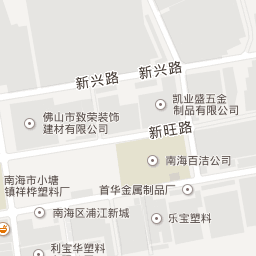 新兴路
新兴路
凯业盛五金
制品有限公司
佛山市致荣装饰
建材有限公司
新旺路
南海百洁公司
南海市小塘
镇祥桦塑料厂
首华金属制品厂
南海区浦江新城
乐宝塑料
利宝华塑料